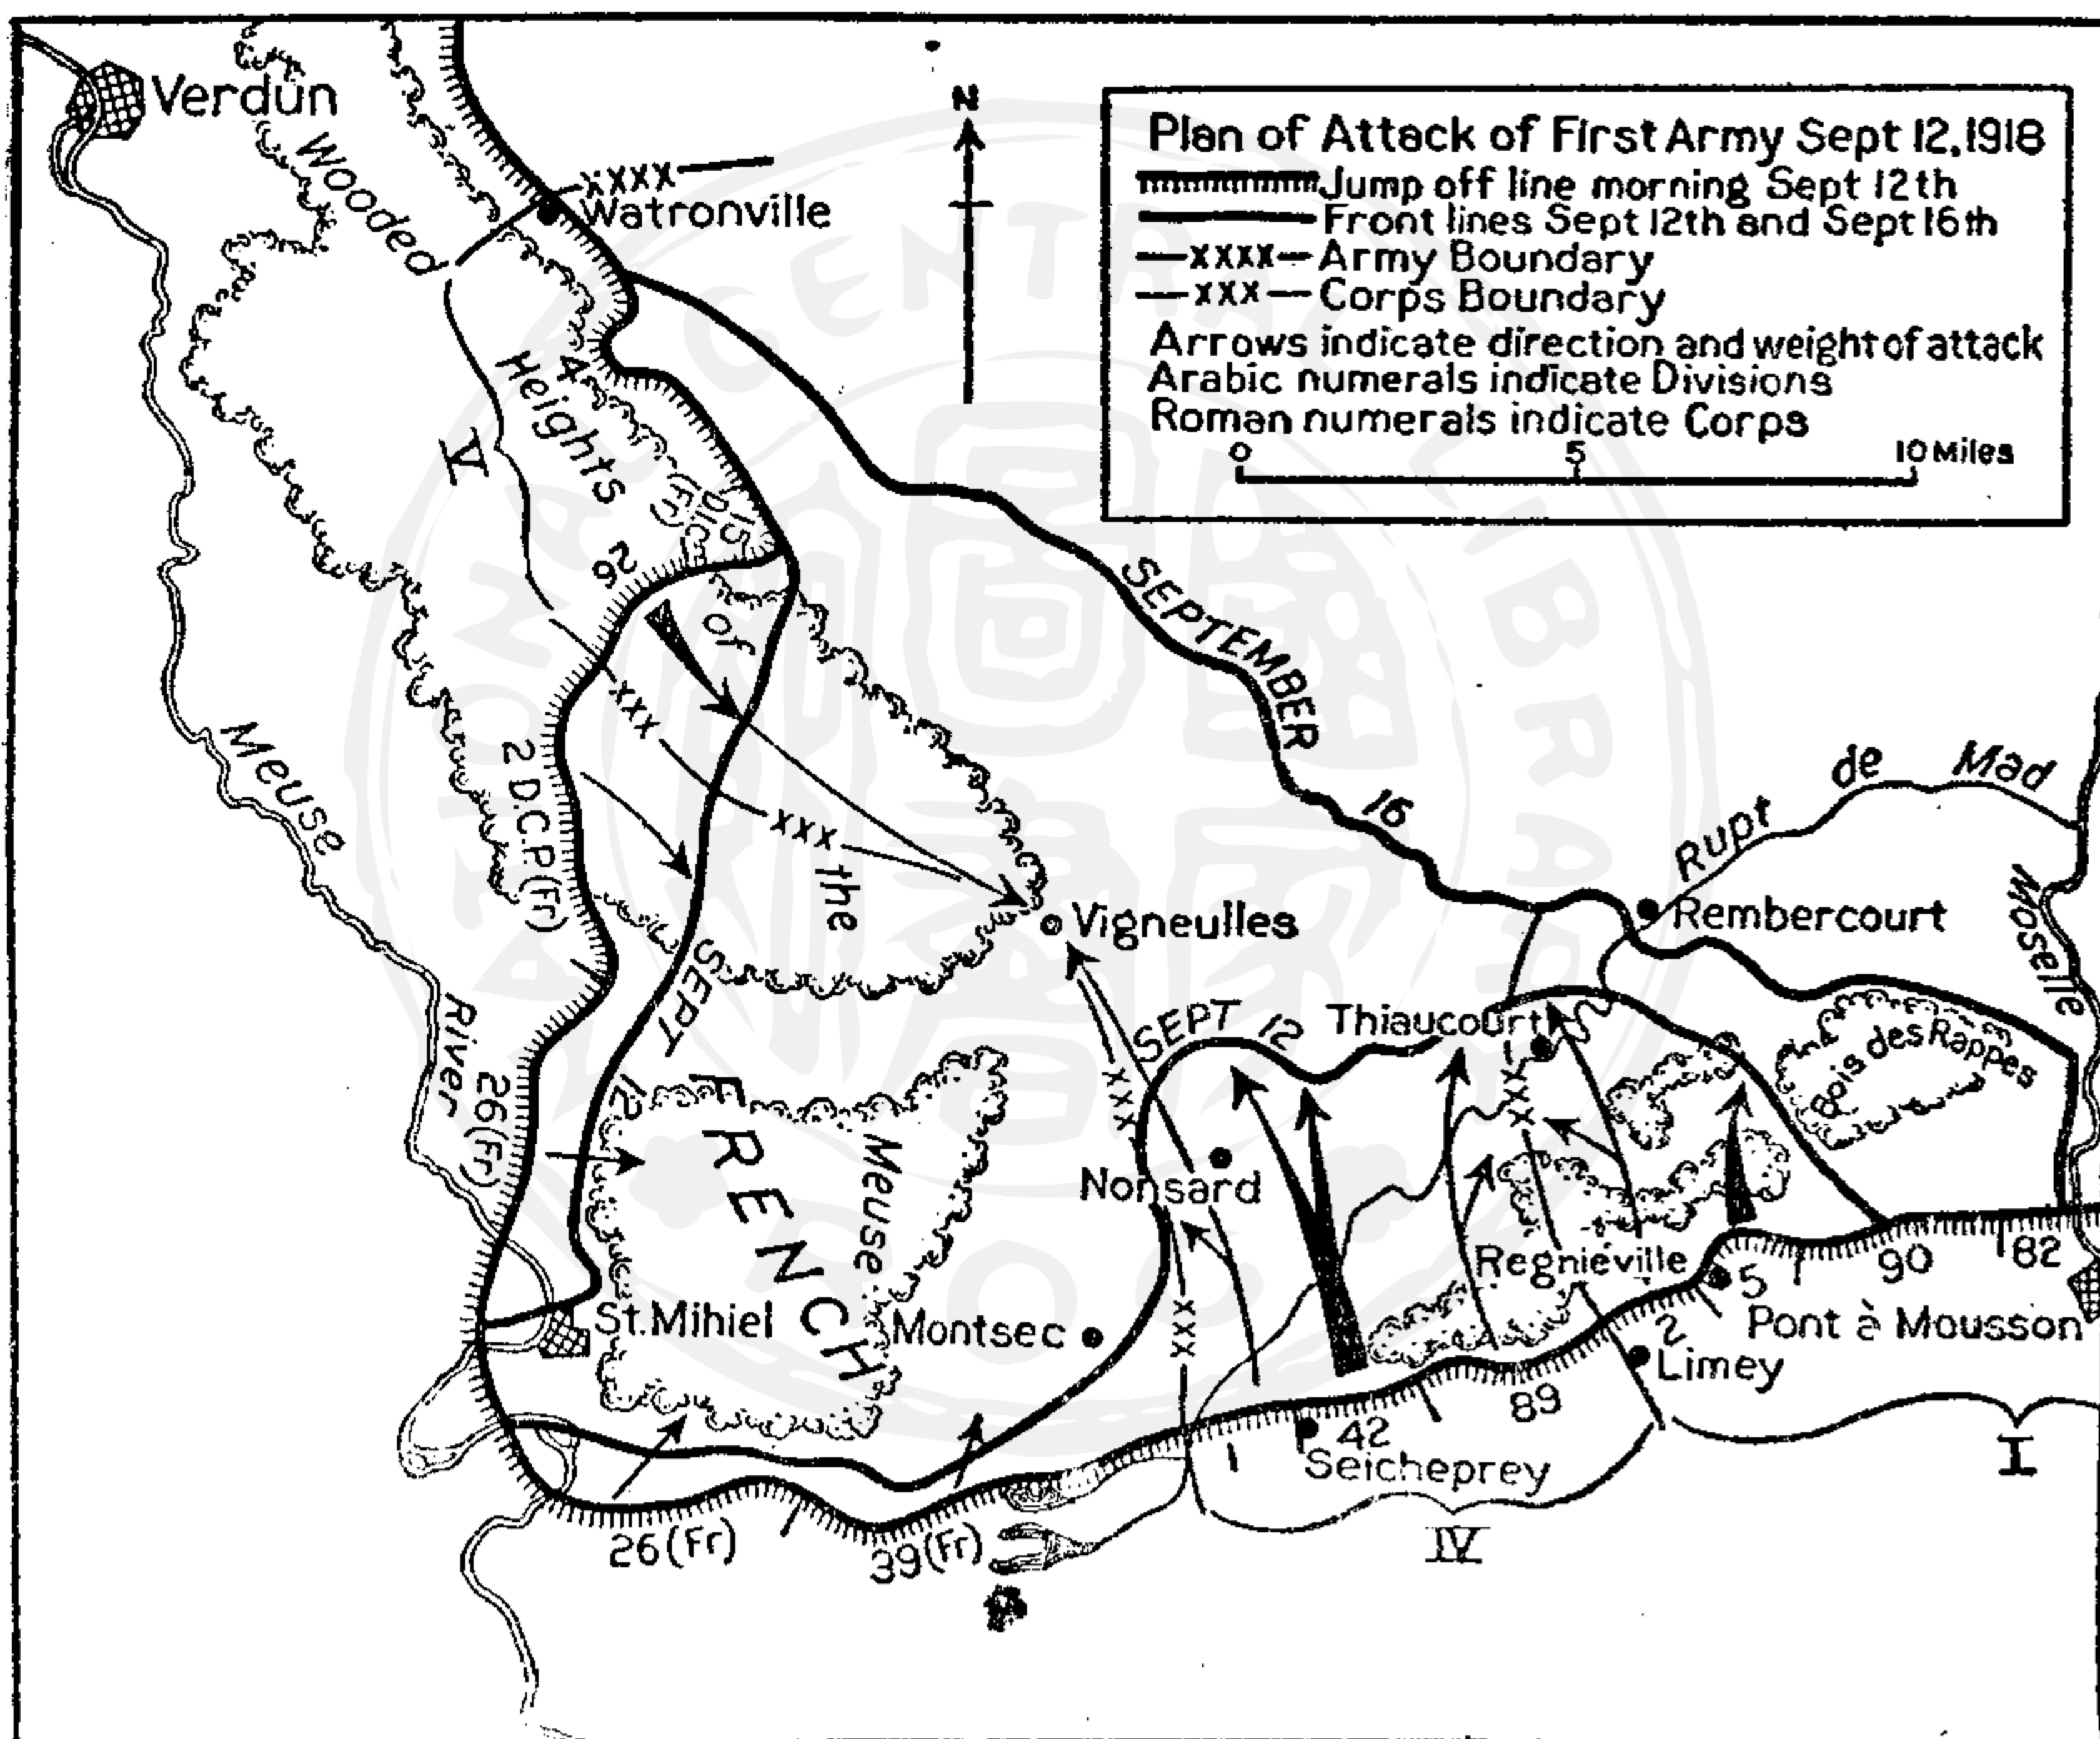 Verdun
N
Plan of Attack of First Army Sept 12, 1918
Jump off line morning Sept 12th
Front lines Sept 12th and Sept 16th
—XXXX— Army Boundary
—XXX— Corps Boundary
Arrows indicate direction and weight of attack
Arabic numerals indicate Divisions
Roman numerals indicate Corps
0 5 10 Miles
XXXX
Watronville
Wooded
Heights
of
the
Meuse
4
V
15
D.I.C.
(Fr)
26
XXX
XXX
2 D.C.P. (Fr)
Meuse
River
SEPTEMBER
16
Rupt de Mad
Moselle
Rembercourt
Vigneulles
SEPT 12
SEPT 12
Thiaucourt
Bois des Rappes
XXX
XXX
XXX
Nonsard
FRENCH
26 (Fr)
Regnieville
St. Mihiel
Montsec
5
90
82
Pont à Mousson
2
Limey
89
42
1
Seicheprey
I
IV
26 (Fr)
39 (Fr)